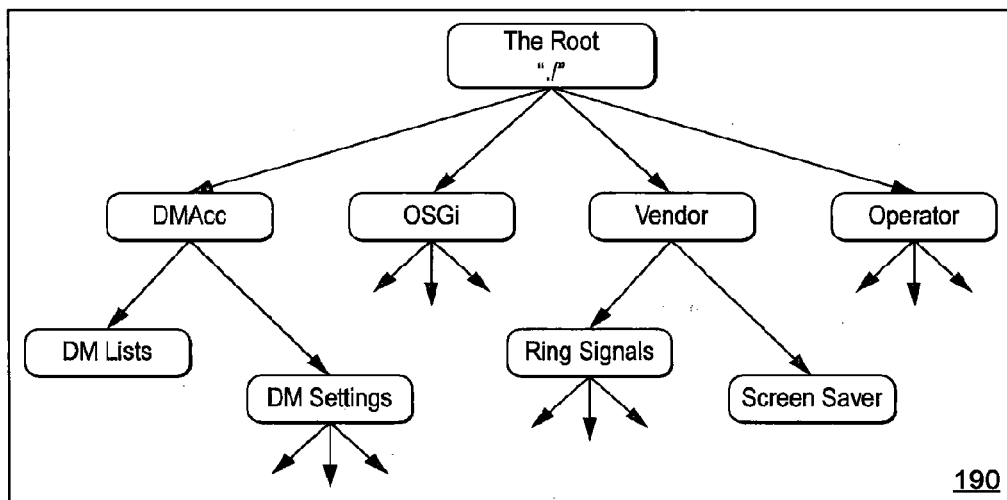 The Root
"./"
DMAcc
OSGi
Vendor
Operator
DM Lists
Ring Signals
DM Settings
Screen Saver
190